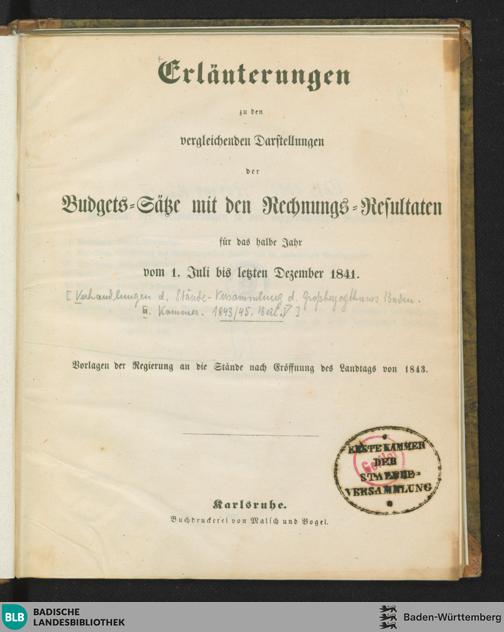 Erläuterungen
zu den
vergleichenden Darstellungen
der
Budgets-Sätze mit den Rechnungs-Resultaten
für das halbe Jahr
vom 1. Juli bis letzten Dezember 1841.
[Verhandlungen d. Stände-Versammlung d. Großherzogthums Baden.
II. Kammer. 1843/45. Beil. V]
Vorlagen der Regierung an die Stände nach Eröffnung des Landtags von 1843.
ERSTE KAMMER
DER
STAENDE-
VERSAMMLUNG
Karlsruhe.
Buchdruckerei von Malsch und Vogel.
BLB BADISCHE
LANDESBIBLIOTHEK
Baden-Württemberg